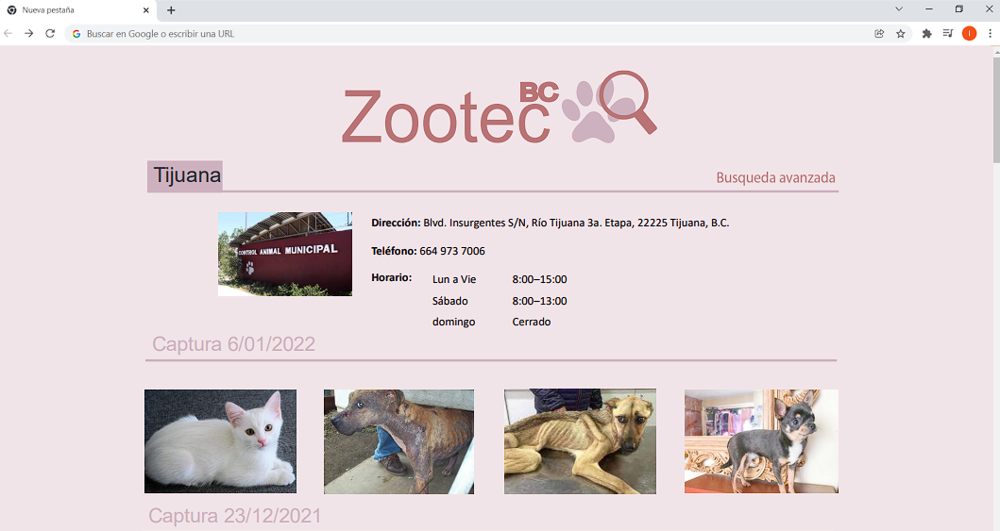 Nueva pestaña
Buscar en Google o escribir una URL
I
Zootec BC
Tijuana
Busqueda avanzada
CONTROL ANIMAL MUNICIPAL
Dirección: Blvd. Insurgentes S/N, Río Tijuana 3a. Etapa, 22225 Tijuana, B.C.
Teléfono: 664 973 7006
Horario: Lun a Vie 8:00–15:00
Sábado 8:00–13:00
domingo Cerrado
Captura 6/01/2022
Captura 23/12/2021